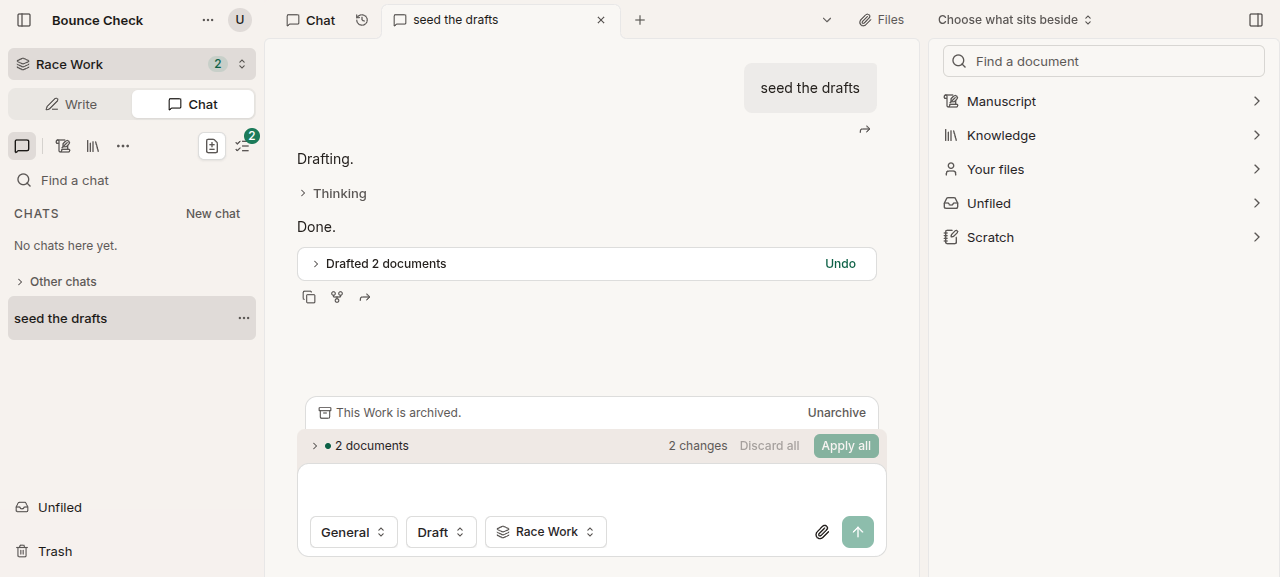 Bounce Check
U
Race Work
2
Write
Chat
2
Find a chat
CHATS
New chat
No chats here yet.
Other chats
seed the drafts
Unfiled
Trash
Chat
seed the drafts
Files
seed the drafts
Drafting.
Thinking
Done.
Drafted 2 documents
Undo
This Work is archived.
Unarchive
2 documents
2 changes
Discard all
Apply all
General
Draft
Race Work
Choose what sits beside
Find a document
Manuscript
Knowledge
Your files
Unfiled
Scratch